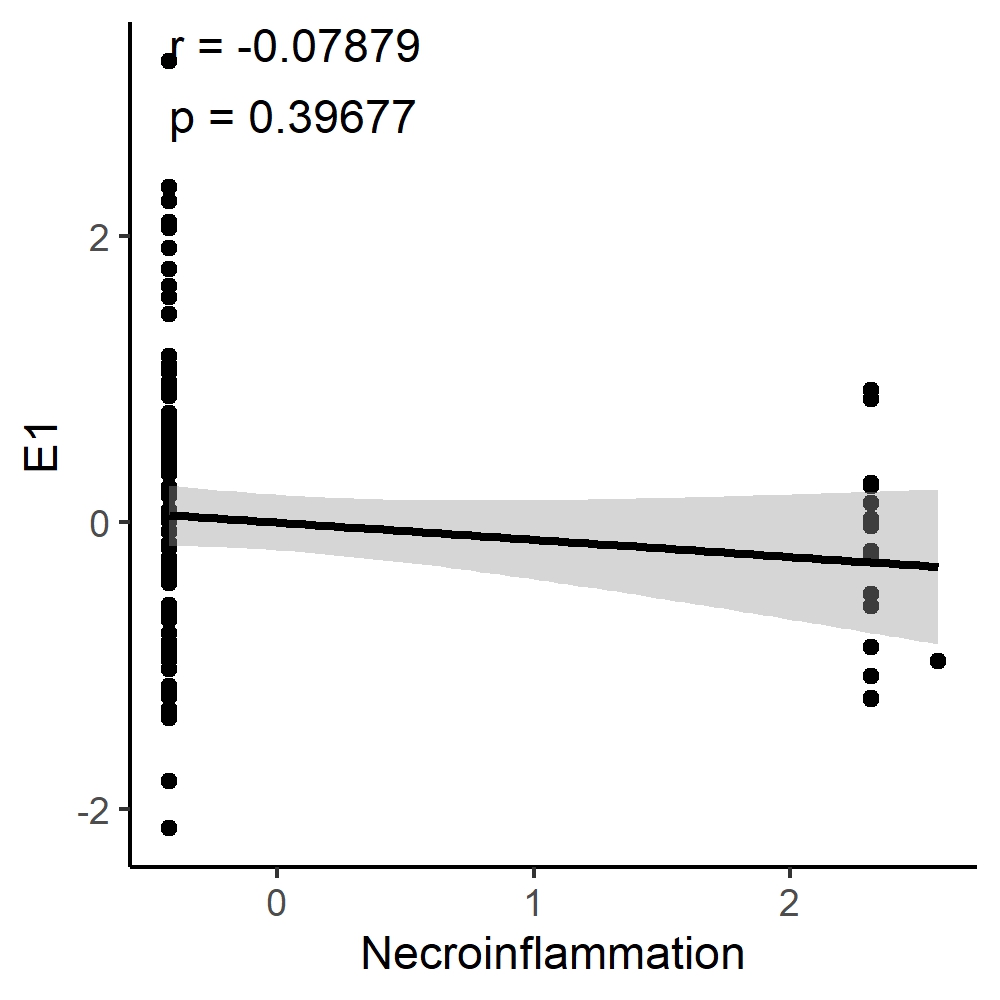 r = -0.07879
p = 0.39677
E1
2
0
-2
0
1
2
Necroinflammation